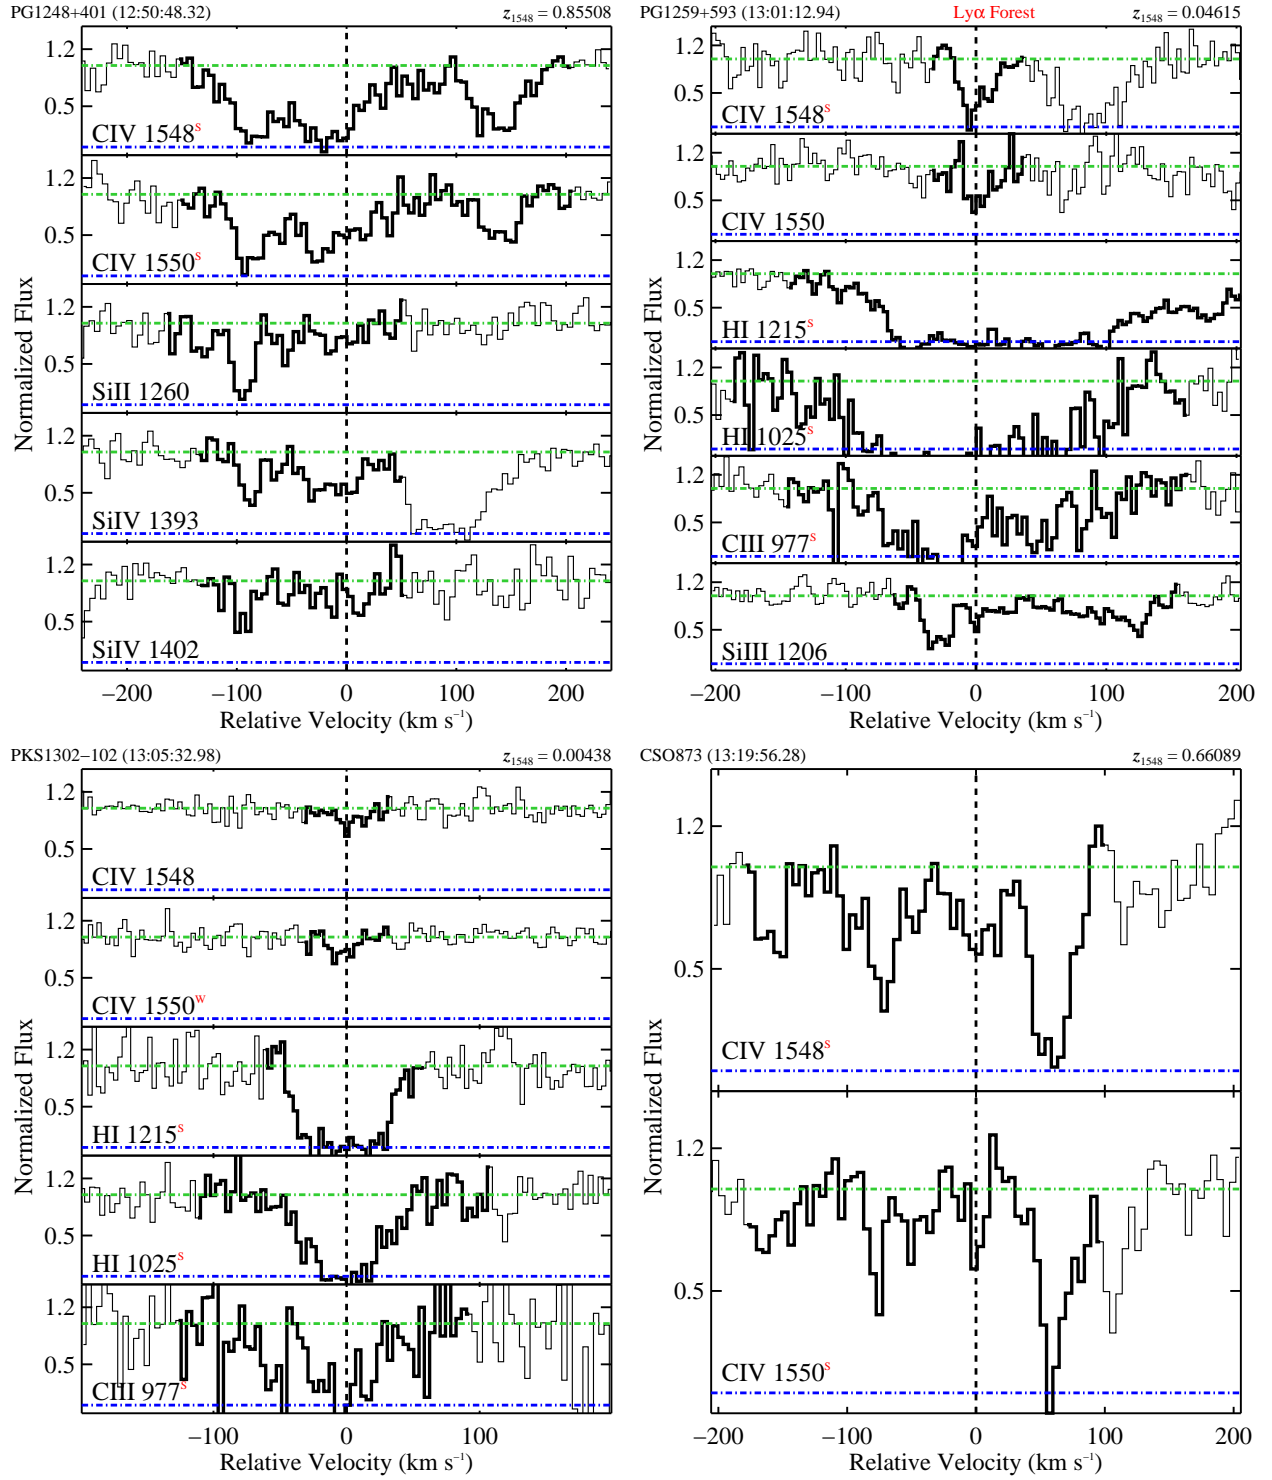 PG1248+401 (12:50:48.32) z1548 = 0.85508
1.2
0.5
CIV 1548s
1.2
0.5
CIV 1550s
1.2
0.5
SiII 1260
1.2
0.5
SiIV 1393
1.2
0.5
SiIV 1402
Normalized Flux
−200 −100 0 100 200
Relative Velocity (km s−1)
PG1259+593 (13:01:12.94) Lyα Forest z1548 = 0.04615
1.2
0.5
CIV 1548s
1.2
0.5
CIV 1550
1.2
0.5
HI 1215s
1.2
0.5
HI 1025s
1.2
0.5
CIII 977s
1.2
0.5
SiIII 1206
Normalized Flux
−200 −100 0 100 200
Relative Velocity (km s−1)
PKS1302−102 (13:05:32.98) z1548 = 0.00438
1.2
0.5
CIV 1548
1.2
0.5
CIV 1550w
1.2
0.5
HI 1215s
1.2
0.5
HI 1025s
1.2
0.5
CIII 977s
Normalized Flux
−100 0 100
Relative Velocity (km s−1)
CSO873 (13:19:56.28) z1548 = 0.66089
1.2
0.5
CIV 1548s
1.2
0.5
CIV 1550s
Normalized Flux
−200 −100 0 100 200
Relative Velocity (km s−1)